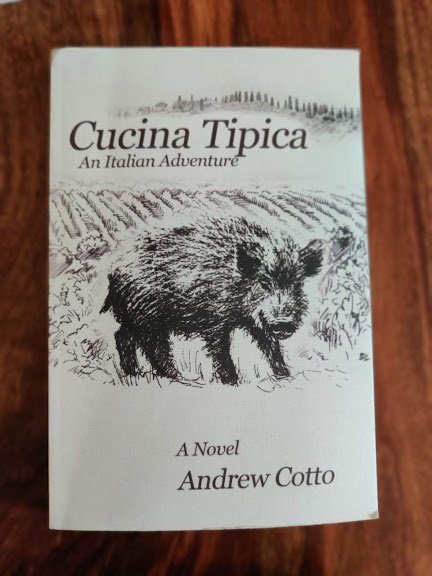 Cucina Tipica
An Italian Adventure
A Novel
Andrew Cotto